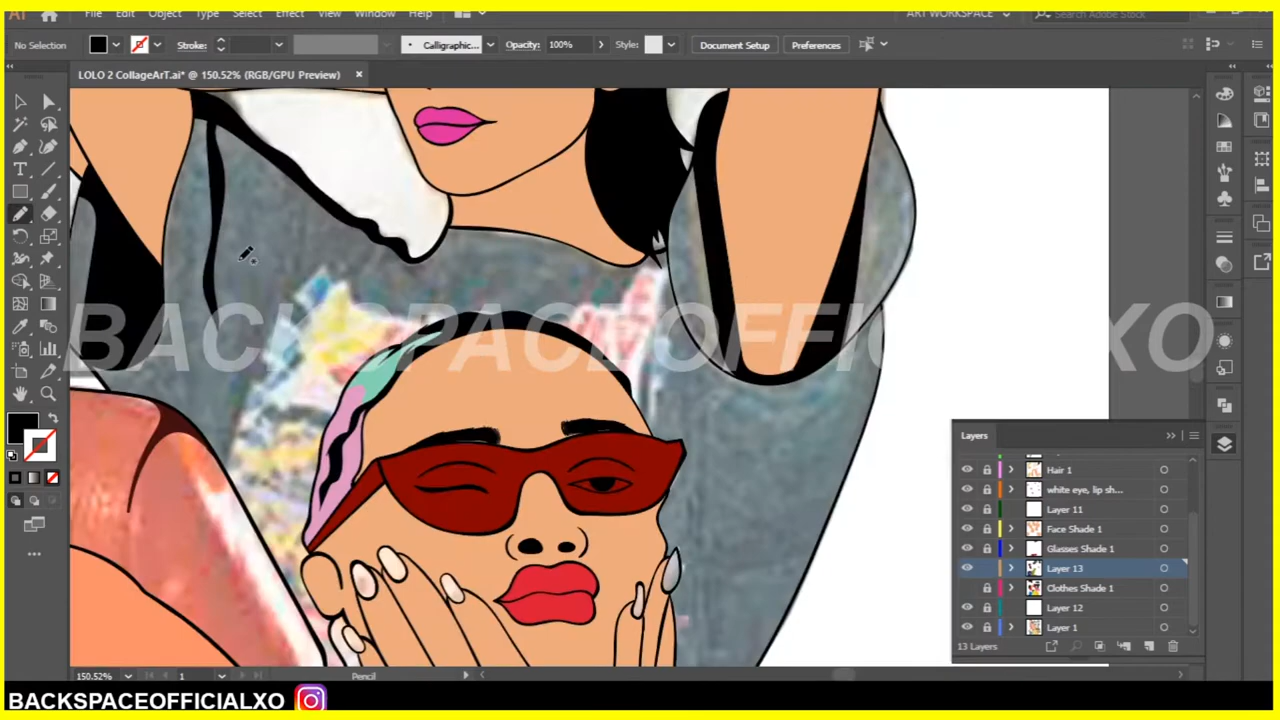 Ai File Edit Object Type Select Effect View Window Help ART WORKSPACE Search Adobe Stock
No Selection Stroke: Calligraphic... Opacity: 100% Style: Document Setup Preferences
LOLO 2 CollageArT.ai* @ 150.52% (RGB/GPU Preview) ×
BACKSPACEOFFICIALXO
Layers
Hair 1
white eye, lip sh...
Layer 11
Face Shade 1
Glasses Shade 1
Layer 13
Clothes Shade 1
Layer 12
Layer 1
13 Layers
150.52% 1 Pencil
BACKSPACEOFFICIALXO